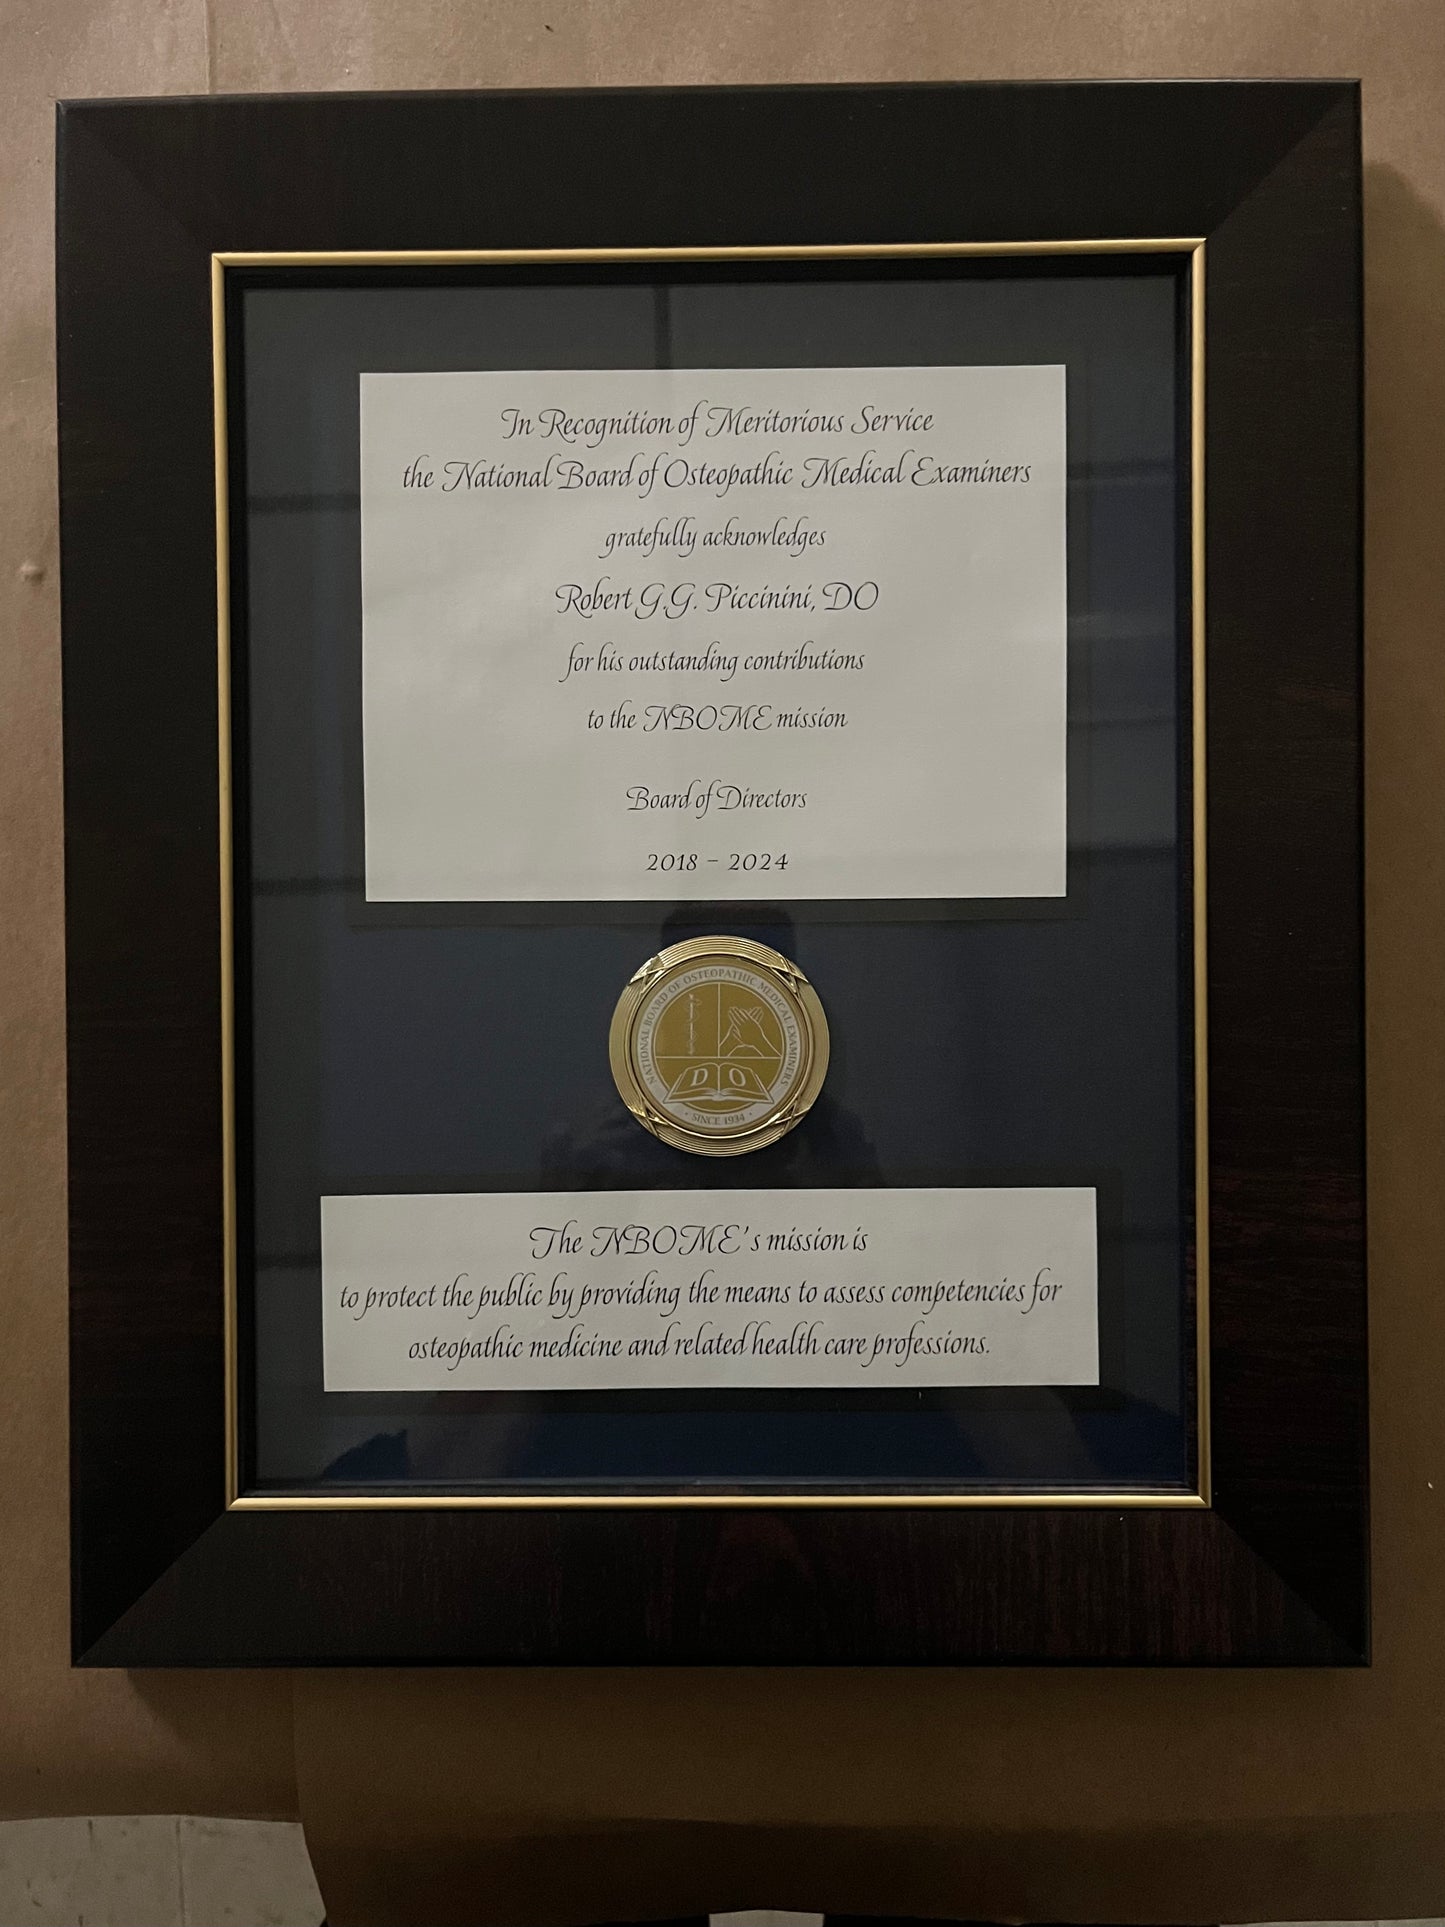 In Recognition of Meritorious Service
the National Board of Osteopathic Medical Examiners
gratefully acknowledges
Robert G.G. Piccinini, DO
for his outstanding contributions
to the NBOME mission
Board of Directors
2018 – 2024
NATIONAL BOARD OF OSTEOPATHIC MEDICAL EXAMINERS
D O
• SINCE 1934 •
The NBOME's mission is
to protect the public by providing the means to assess competencies for
osteopathic medicine and related health care professions.